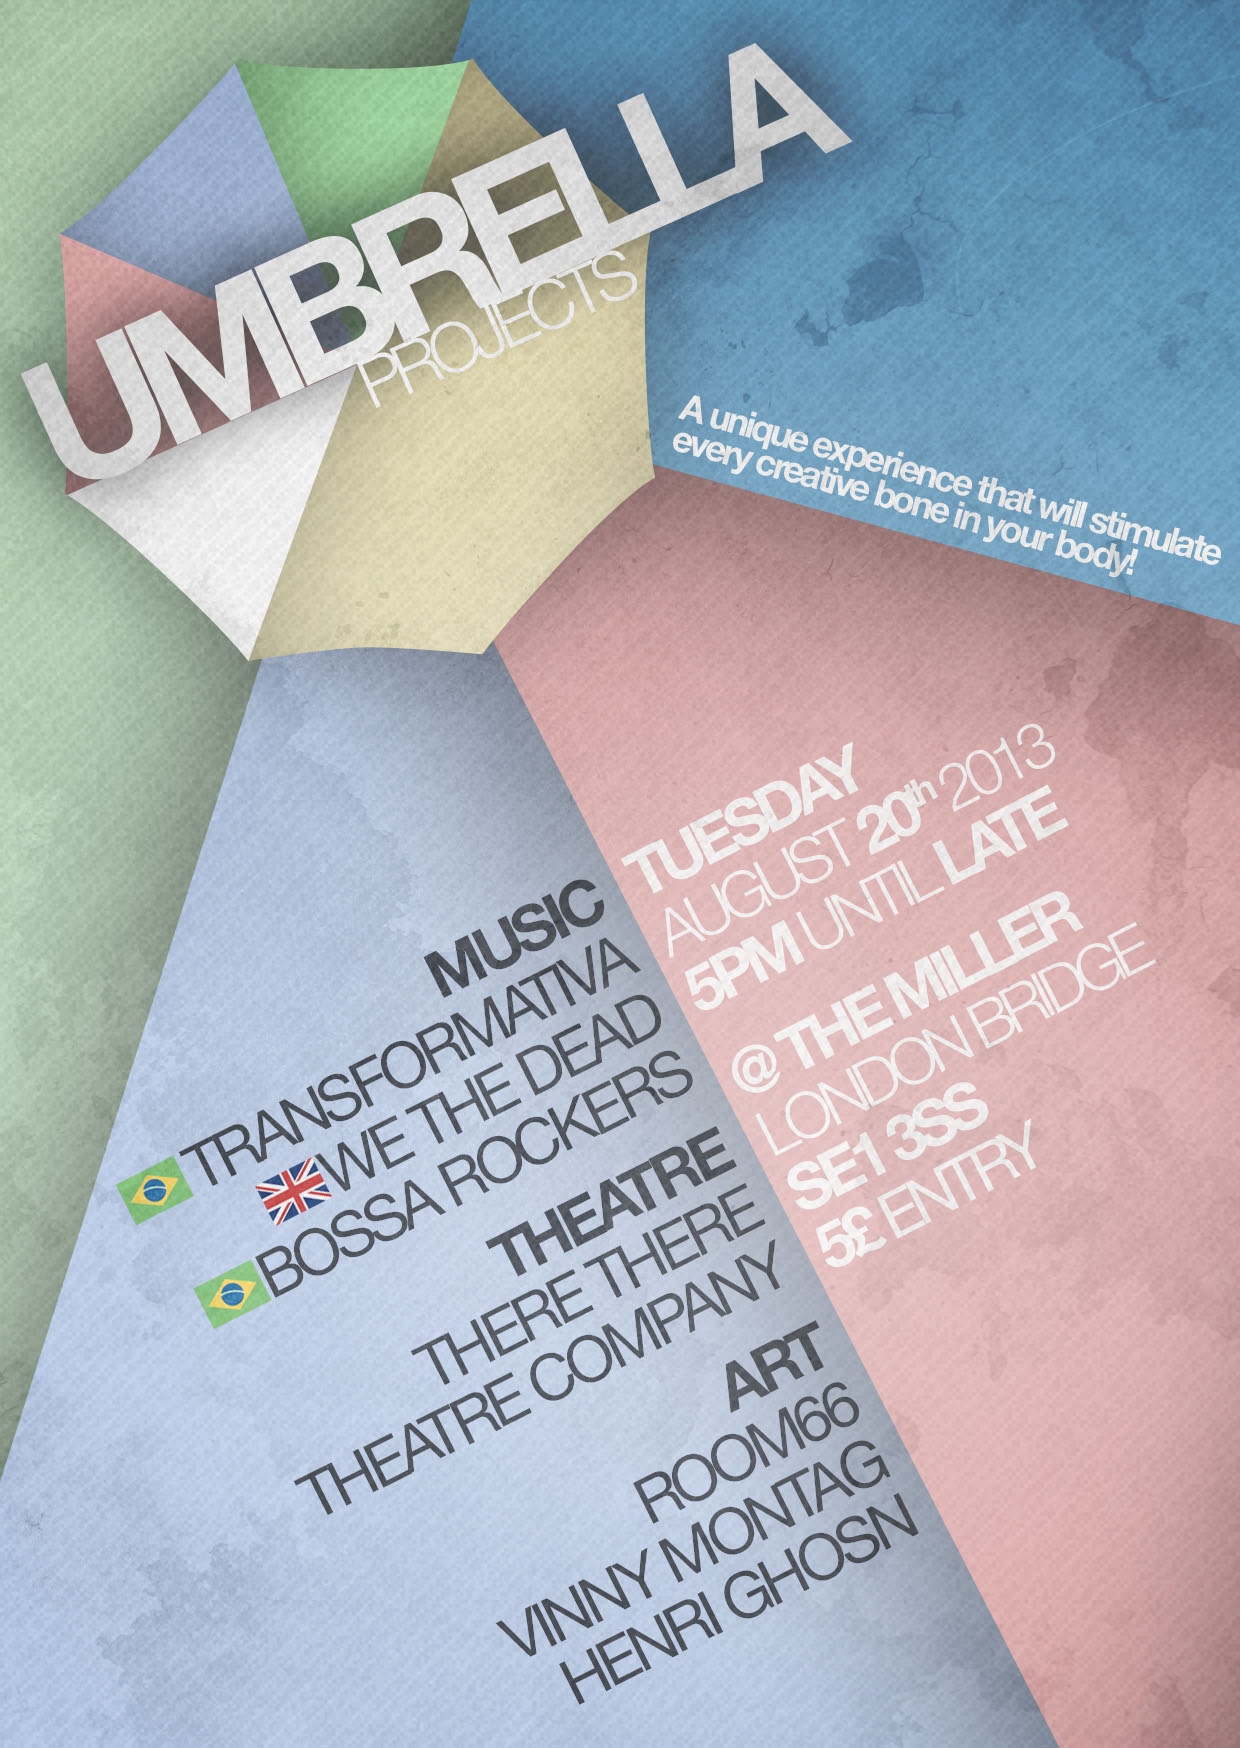 UMBRELLA
PROJECTS
A unique experience that will stimulate
every creative bone in your body!
TUESDAY
AUGUST 20th 2013
5PM UNTIL LATE
@ THE MILLER
LONDON BRIDGE
SE1 3SS
5£ ENTRY
MUSIC
TRANSFORMATIVA
WE THE DEAD
BOSSA ROCKERS
THEATRE
THERE THERE
THEATRE COMPANY
ART
ROOM66
VINNY MONTAG
HENRI GHOSN